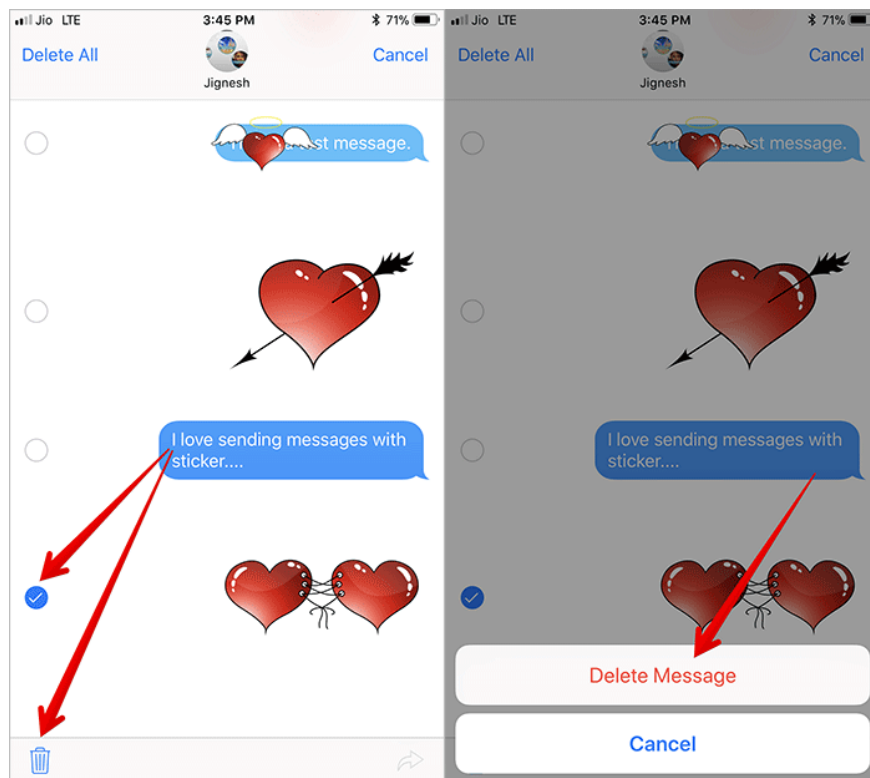 Jio LTE 3:45 PM 71%
Delete All Cancel
Jignesh
st message.
I love sending messages with
sticker....
Jio LTE 3:45 PM 71%
Delete All Cancel
Jignesh
st message.
I love sending messages with
sticker....
Delete Message
Cancel